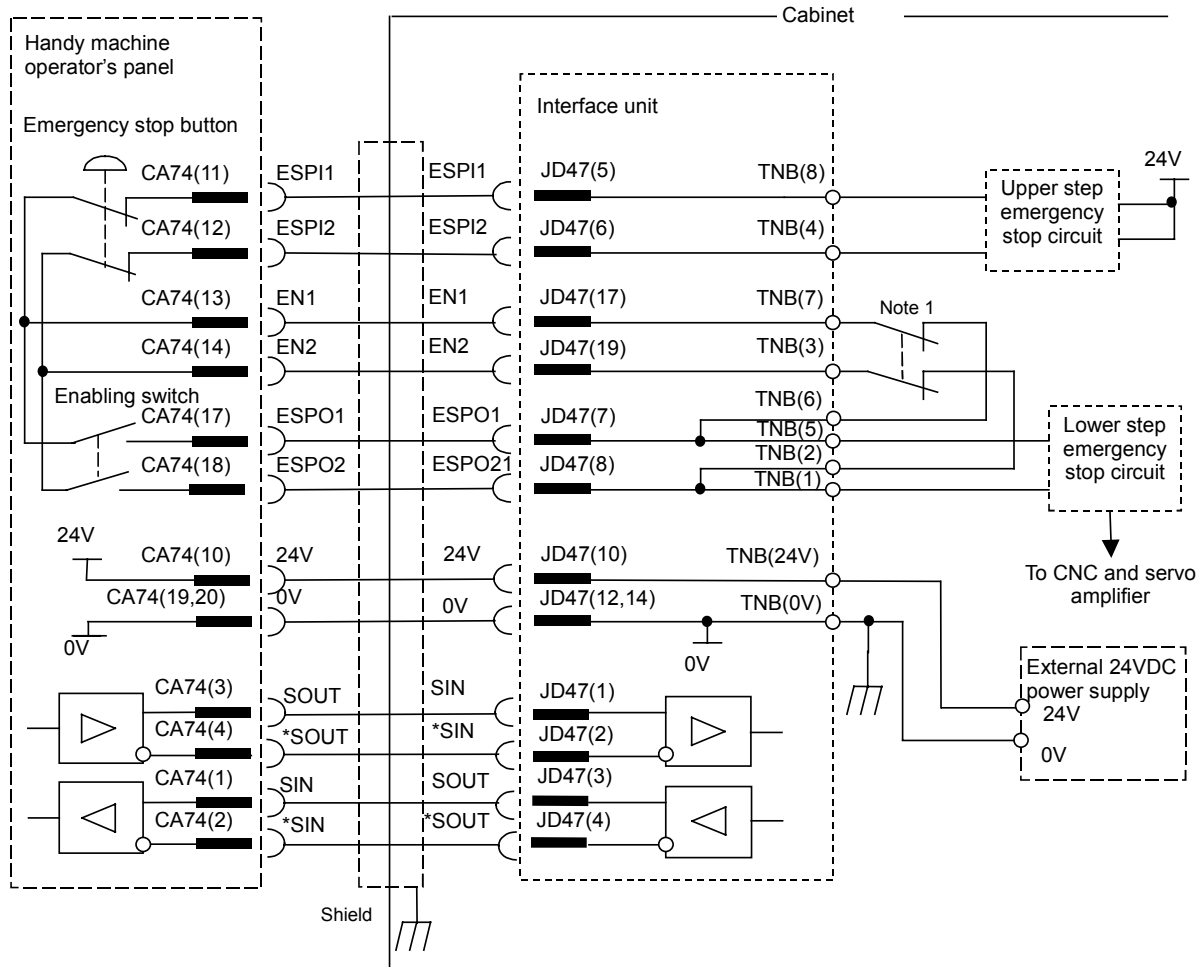 Cabinet
Handy machine
operator's panel
Interface unit
Emergency stop button
CA74(11)
ESPI1
ESPI1
JD47(5)
TNB(8)
Upper step
emergency
stop circuit
24V
CA74(12)
ESPI2
ESPI2
JD47(6)
TNB(4)
CA74(13)
EN1
EN1
JD47(17)
TNB(7)
Note 1
CA74(14)
EN2
EN2
JD47(19)
TNB(3)
Enabling switch
TNB(6)
CA74(17)
ESPO1
ESPO1
JD47(7)
TNB(5)
Lower step
emergency
stop circuit
TNB(2)
CA74(18)
ESPO2
ESPO21
JD47(8)
TNB(1)
24V
CA74(10)
24V
24V
JD47(10)
TNB(24V)
To CNC and servo
amplifier
CA74(19,20)
0V
0V
JD47(12,14)
TNB(0V)
0V
0V
External 24VDC
power supply
24V
0V
CA74(3)
SOUT
SIN
JD47(1)
CA74(4)
*SOUT
*SIN
JD47(2)
CA74(1)
SIN
SOUT
JD47(3)
CA74(2)
*SIN
*SOUT
JD47(4)
Shield